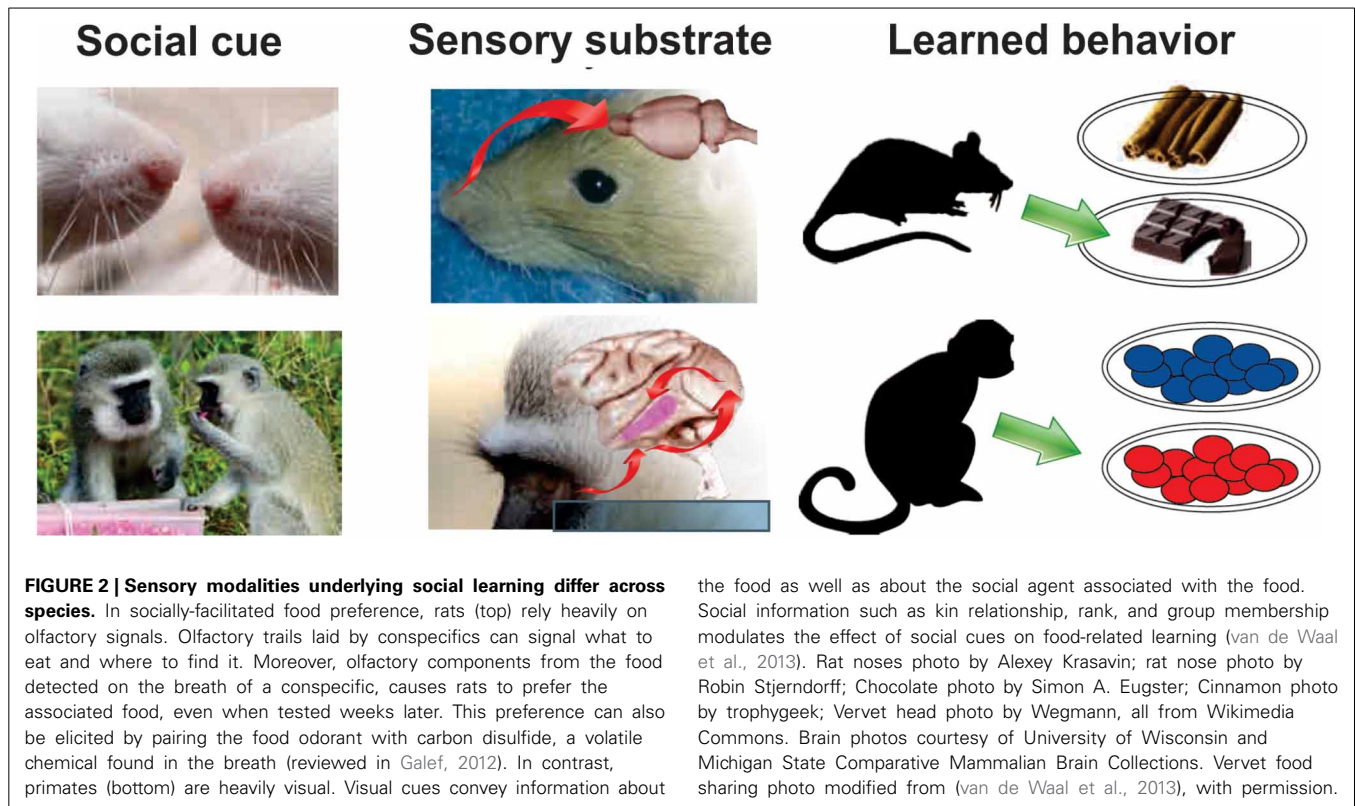 Social cue
Sensory substrate
Learned behavior
FIGURE 2 | Sensory modalities underlying social learning differ across
species. In socially-facilitated food preference, rats (top) rely heavily on
olfactory signals. Olfactory trails laid by conspecifics can signal what to
eat and where to find it. Moreover, olfactory components from the food
detected on the breath of a conspecific, causes rats to prefer the
associated food, even when tested weeks later. This preference can also
be elicited by pairing the food odorant with carbon disulfide, a volatile
chemical found in the breath (reviewed in Galef, 2012). In contrast,
primates (bottom) are heavily visual. Visual cues convey information about
the food as well as about the social agent associated with the food.
Social information such as kin relationship, rank, and group membership
modulates the effect of social cues on food-related learning (van de Waal
et al., 2013). Rat noses photo by Alexey Krasavin; rat nose photo by
Robin Stjerndorff; Chocolate photo by Simon A. Eugster; Cinnamon photo
by trophygeek; Vervet head photo by Wegmann, all from Wikimedia
Commons. Brain photos courtesy of University of Wisconsin and
Michigan State Comparative Mammalian Brain Collections. Vervet food
sharing photo modified from (van de Waal et al., 2013), with permission.